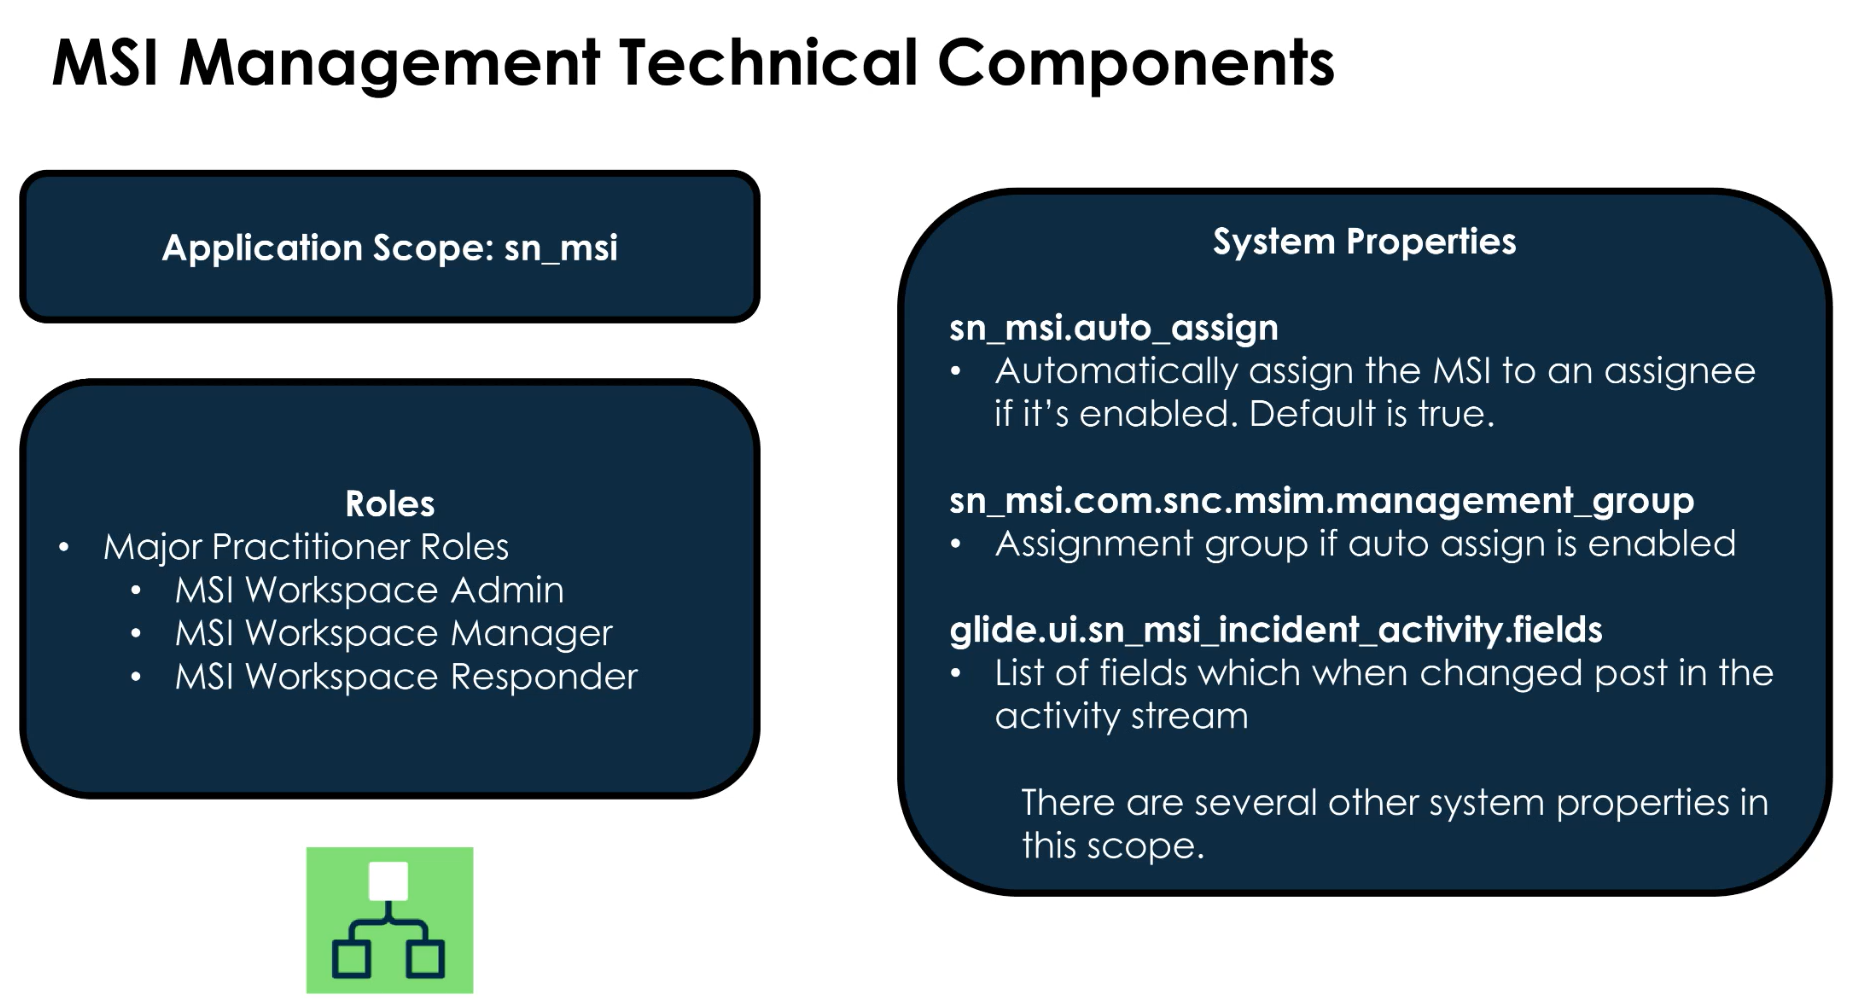 MSI Management Technical Components
Application Scope: sn_msi
Roles
• Major Practitioner Roles
• MSI Workspace Admin
• MSI Workspace Manager
• MSI Workspace Responder
System Properties
sn_msi.auto_assign
• Automatically assign the MSI to an assignee
if it’s enabled. Default is true.
sn_msi.com.snc.msim.management_group
• Assignment group if auto assign is enabled
glide.ui.sn_msi_incident_activity.fields
• List of fields which when changed post in the
activity stream
There are several other system properties in
this scope.